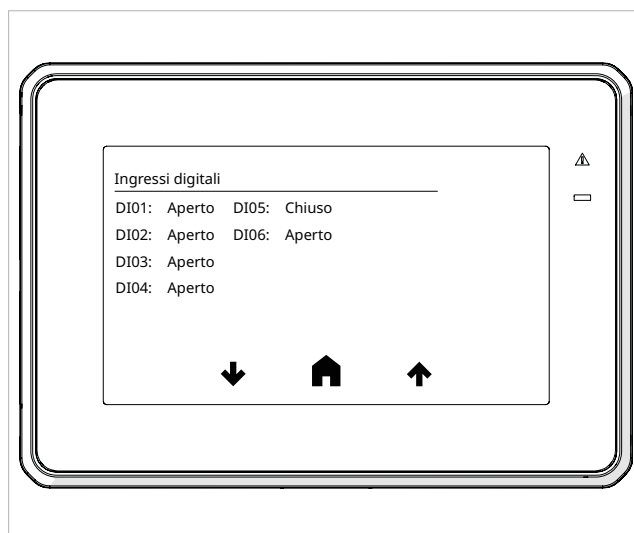 Ingressi digitali
DI01: Aperto DI05: Chiuso
DI02: Aperto DI06: Aperto
DI03: Aperto
DI04: Aperto